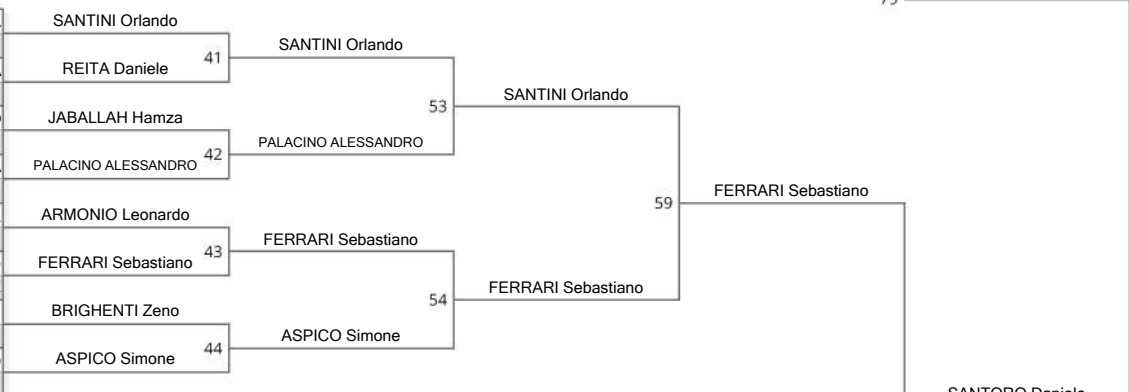 SANTINI Orlando
41
REITA Daniele
SANTINI Orlando
53
JABALLAH Hamza
42
PALACINO ALESSANDRO
PALACINO ALESSANDRO
SANTINI Orlando
59
ARMONIO Leonardo
43
FERRARI Sebastiano
FERRARI Sebastiano
54
BRIGHENTI Zeno
44
ASPICO Simone
ASPICO Simone
FERRARI Sebastiano
FERRARI Sebastiano